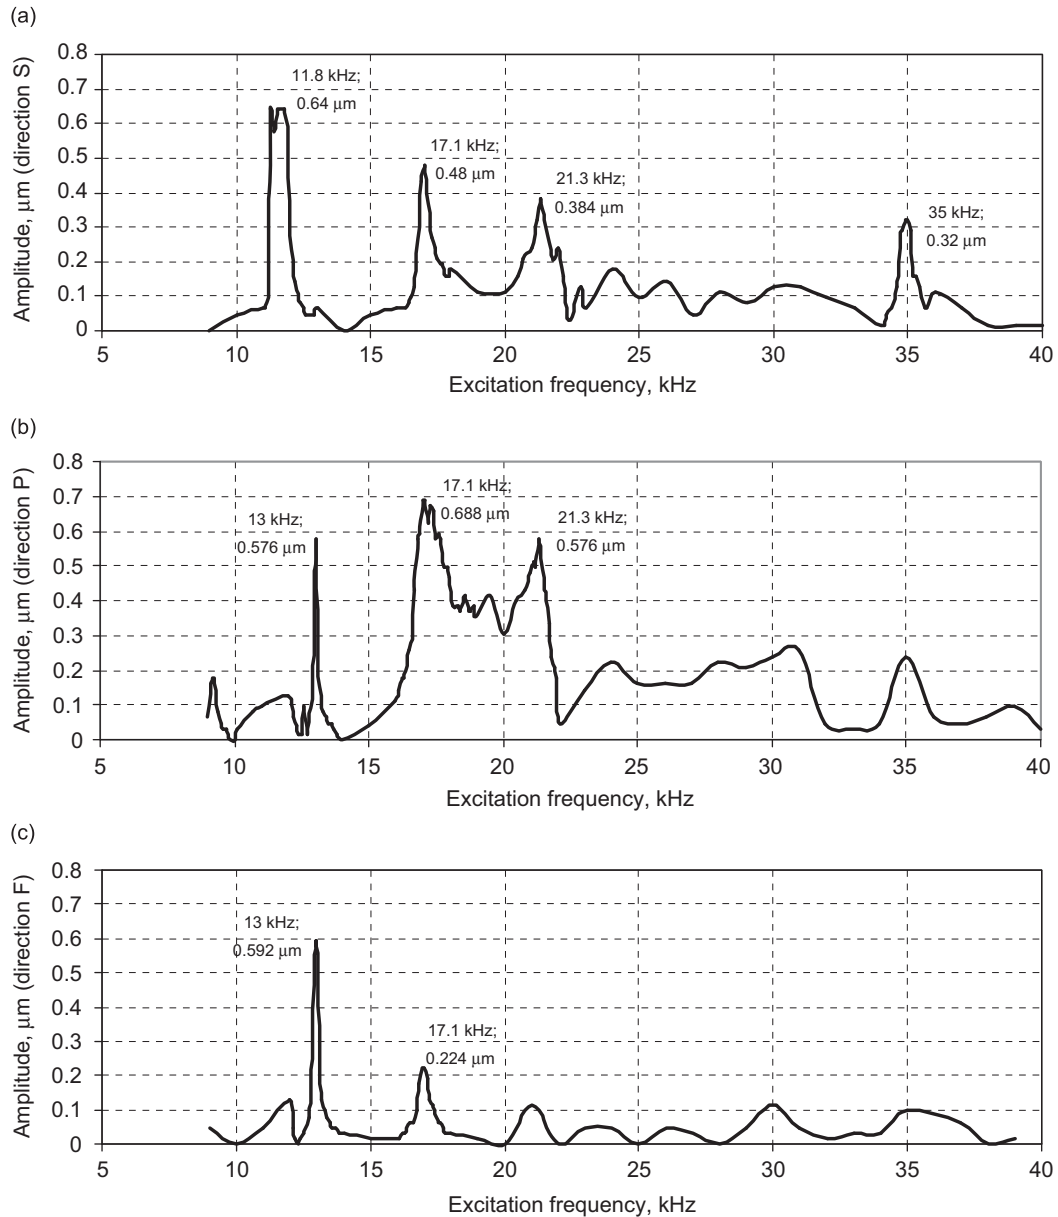 (a)
Amplitude, μm (direction S)
0.8
0.7
0.6
0.5
0.4
0.3
0.2
0.1
0
11.8 kHz;
0.64 μm
17.1 kHz;
0.48 μm
21.3 kHz;
0.384 μm
35 kHz;
0.32 μm
5 10 15 20 25 30 35 40
Excitation frequency, kHz
(b)
Amplitude, μm (direction P)
0.8
0.7
0.6
0.5
0.4
0.3
0.2
0.1
0
13 kHz;
0.576 μm
17.1 kHz;
0.688 μm
21.3 kHz;
0.576 μm
5 10 15 20 25 30 35 40
Excitation frequency, kHz
(c)
Amplitude, μm (direction F)
0.8
0.7
0.6
0.5
0.4
0.3
0.2
0.1
0
13 kHz;
0.592 μm
17.1 kHz;
0.224 μm
5 10 15 20 25 30 35 40
Excitation frequency, kHz